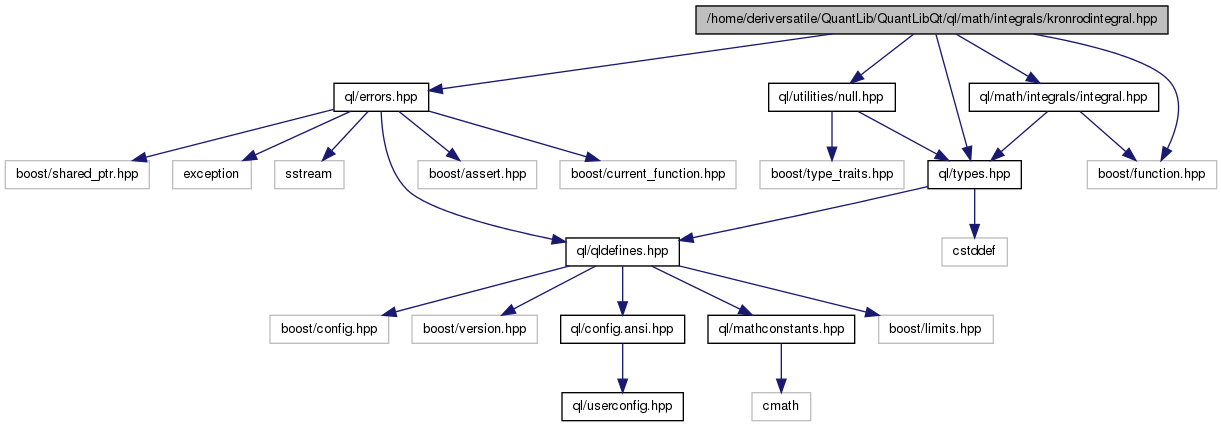 /home/deriversatile/QuantLib/QuantLibQt/ql/math/integrals/kronrodintegral.hpp
ql/errors.hpp
ql/utilities/null.hpp
ql/math/integrals/integral.hpp
boost/shared_ptr.hpp
exception
sstream
boost/assert.hpp
boost/current_function.hpp
boost/type_traits.hpp
ql/types.hpp
boost/function.hpp
ql/qldefines.hpp
cstddef
boost/config.hpp
boost/version.hpp
ql/config.ansi.hpp
ql/mathconstants.hpp
boost/limits.hpp
ql/userconfig.hpp
cmath